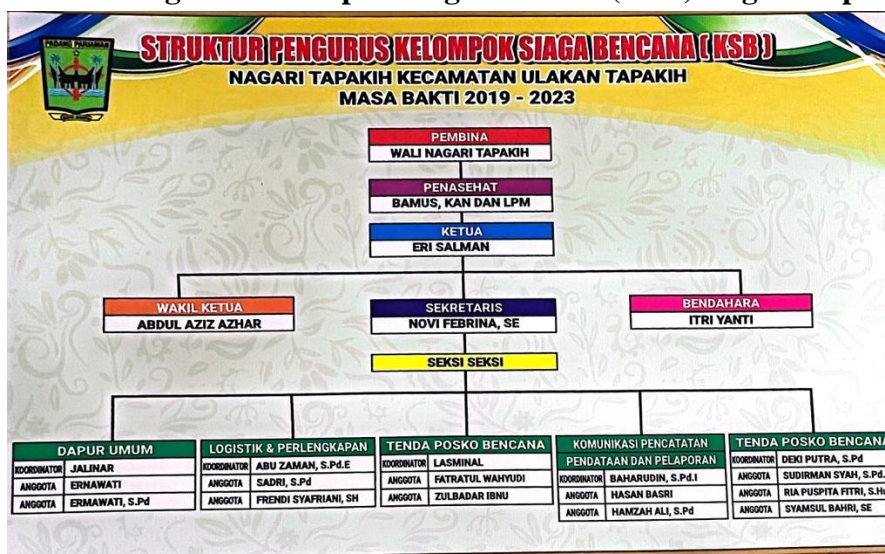 PADANG PARIAMAN
STRUKTUR PENGURUS KELOMPOK SIAGA BENCANA ( KSB )
NAGARI TAPAKIH KECAMATAN ULAKAN TAPAKIH
MASA BAKTI 2019 - 2023
PEMBINA
WALI NAGARI TAPAKIH
PENASEHAT
BAMUS, KAN DAN LPM
KETUA
ERI SALMAN
WAKIL KETUA
ABDUL AZIZ AZHAR
SEKRETARIS
NOVI FEBRINA, SE
BENDAHARA
ITRI YANTI
SEKSI SEKSI
DAPUR UMUM
KOORDINATOR JALINAR
ANGGOTA ERNAWATI
ANGGOTA ERMAWATI, S.Pd
LOGISTIK & PERLENGKAPAN
KOORDINATOR ABU ZAMAN, S.Pd.E
ANGGOTA SADRI, S.Pd
ANGGOTA FRENDI SYAFRIANI, SH
TENDA POSKO BENCANA
KOORDINATOR LASMINAL
ANGGOTA FATRATUL WAHYUDI
ANGGOTA ZULBADAR IBNU
KOMUNIKASI PENCATATAN
PENDATAAN DAN PELAPORAN
KOORDINATOR BAHARUDIN, S.Pd.I
ANGGOTA HASAN BASRI
ANGGOTA HAMZAH ALI, S.Pd
TENDA POSKO BENCANA
KOORDINATOR DEKI PUTRA, S.Pd
ANGGOTA SUDIRMAN SYAH, S.Pd.
ANGGOTA RIA PUSPITA FITRI, S.H
ANGGOTA SYAMSUL BAHRI, SE